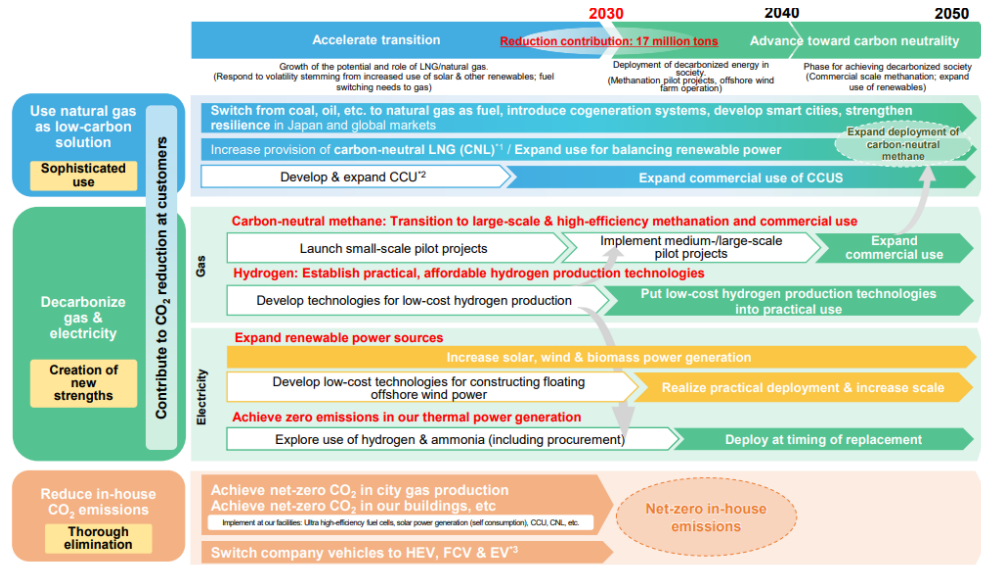 2030
2040
2050
Accelerate transition
Reduction contribution: 17 million tons
Advance toward carbon neutrality
Growth of the potential and role of LNG/natural gas.
(Respond to volatility stemming from increased use of solar & other renewables; fuel
switching needs to gas)
Deployment of decarbonized energy in
society.
(Methanation pilot projects, offshore wind
farm operation)
Phase for achieving decarbonized society
(Commercial scale methanation; expand
use of renewables)
Use natural gas
as low-carbon
solution
Sophisticated
use
Contribute to CO2 reduction at customers
Switch from coal, oil, etc. to natural gas as fuel, introduce cogeneration systems, develop smart cities, strengthen
resilience in Japan and global markets
Increase provision of carbon-neutral LNG (CNL)*1 / Expand use for balancing renewable power
Expand deployment of
carbon-neutral
methane
Develop & expand CCU*2
Expand commercial use of CCUS
Decarbonize
gas &
electricity
Creation of
new
strengths
Gas
Carbon-neutral methane: Transition to large-scale & high-efficiency methanation and commercial use
Launch small-scale pilot projects
Implement medium-/large-scale
pilot projects
Expand
commercial use
Hydrogen: Establish practical, affordable hydrogen production technologies
Develop technologies for low-cost hydrogen production
Put low-cost hydrogen production technologies
into practical use
Electricity
Expand renewable power sources
Increase solar, wind & biomass power generation
Develop low-cost technologies for constructing floating
offshore wind power
Realize practical deployment & increase scale
Achieve zero emissions in our thermal power generation
Explore use of hydrogen & ammonia (including procurement)
Deploy at timing of replacement
Reduce in-house
CO2 emissions
Thorough
elimination
Achieve net-zero CO2 in city gas production
Achieve net-zero CO2 in our buildings, etc
Implement at our facilities: Ultra high-efficiency fuel cells, solar power generation (self consumption), CCU, CNL, etc.
Switch company vehicles to HEV, FCV & EV*3
Net-zero in-house
emissions